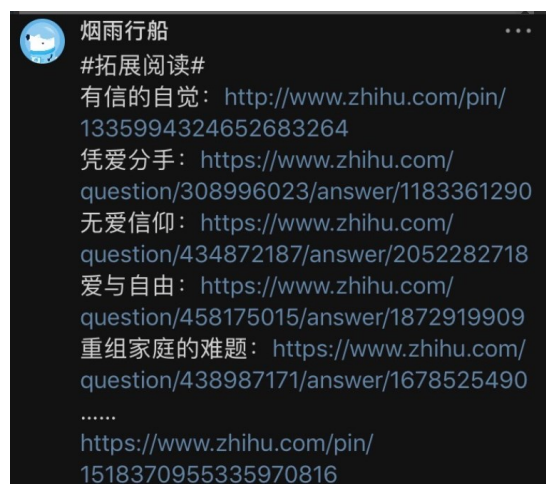 烟雨行船
#拓展阅读#
有信的自觉：http://www.zhihu.com/pin/
1335994324652683264
凭爱分手：https://www.zhihu.com/
question/308996023/answer/1183361290
无爱信仰：https://www.zhihu.com/
question/434872187/answer/2052282718
爱与自由：https://www.zhihu.com/
question/458175015/answer/1872919909
重组家庭的难题：https://www.zhihu.com/
question/438987171/answer/1678525490
......
https://www.zhihu.com/pin/
1518370955335970816